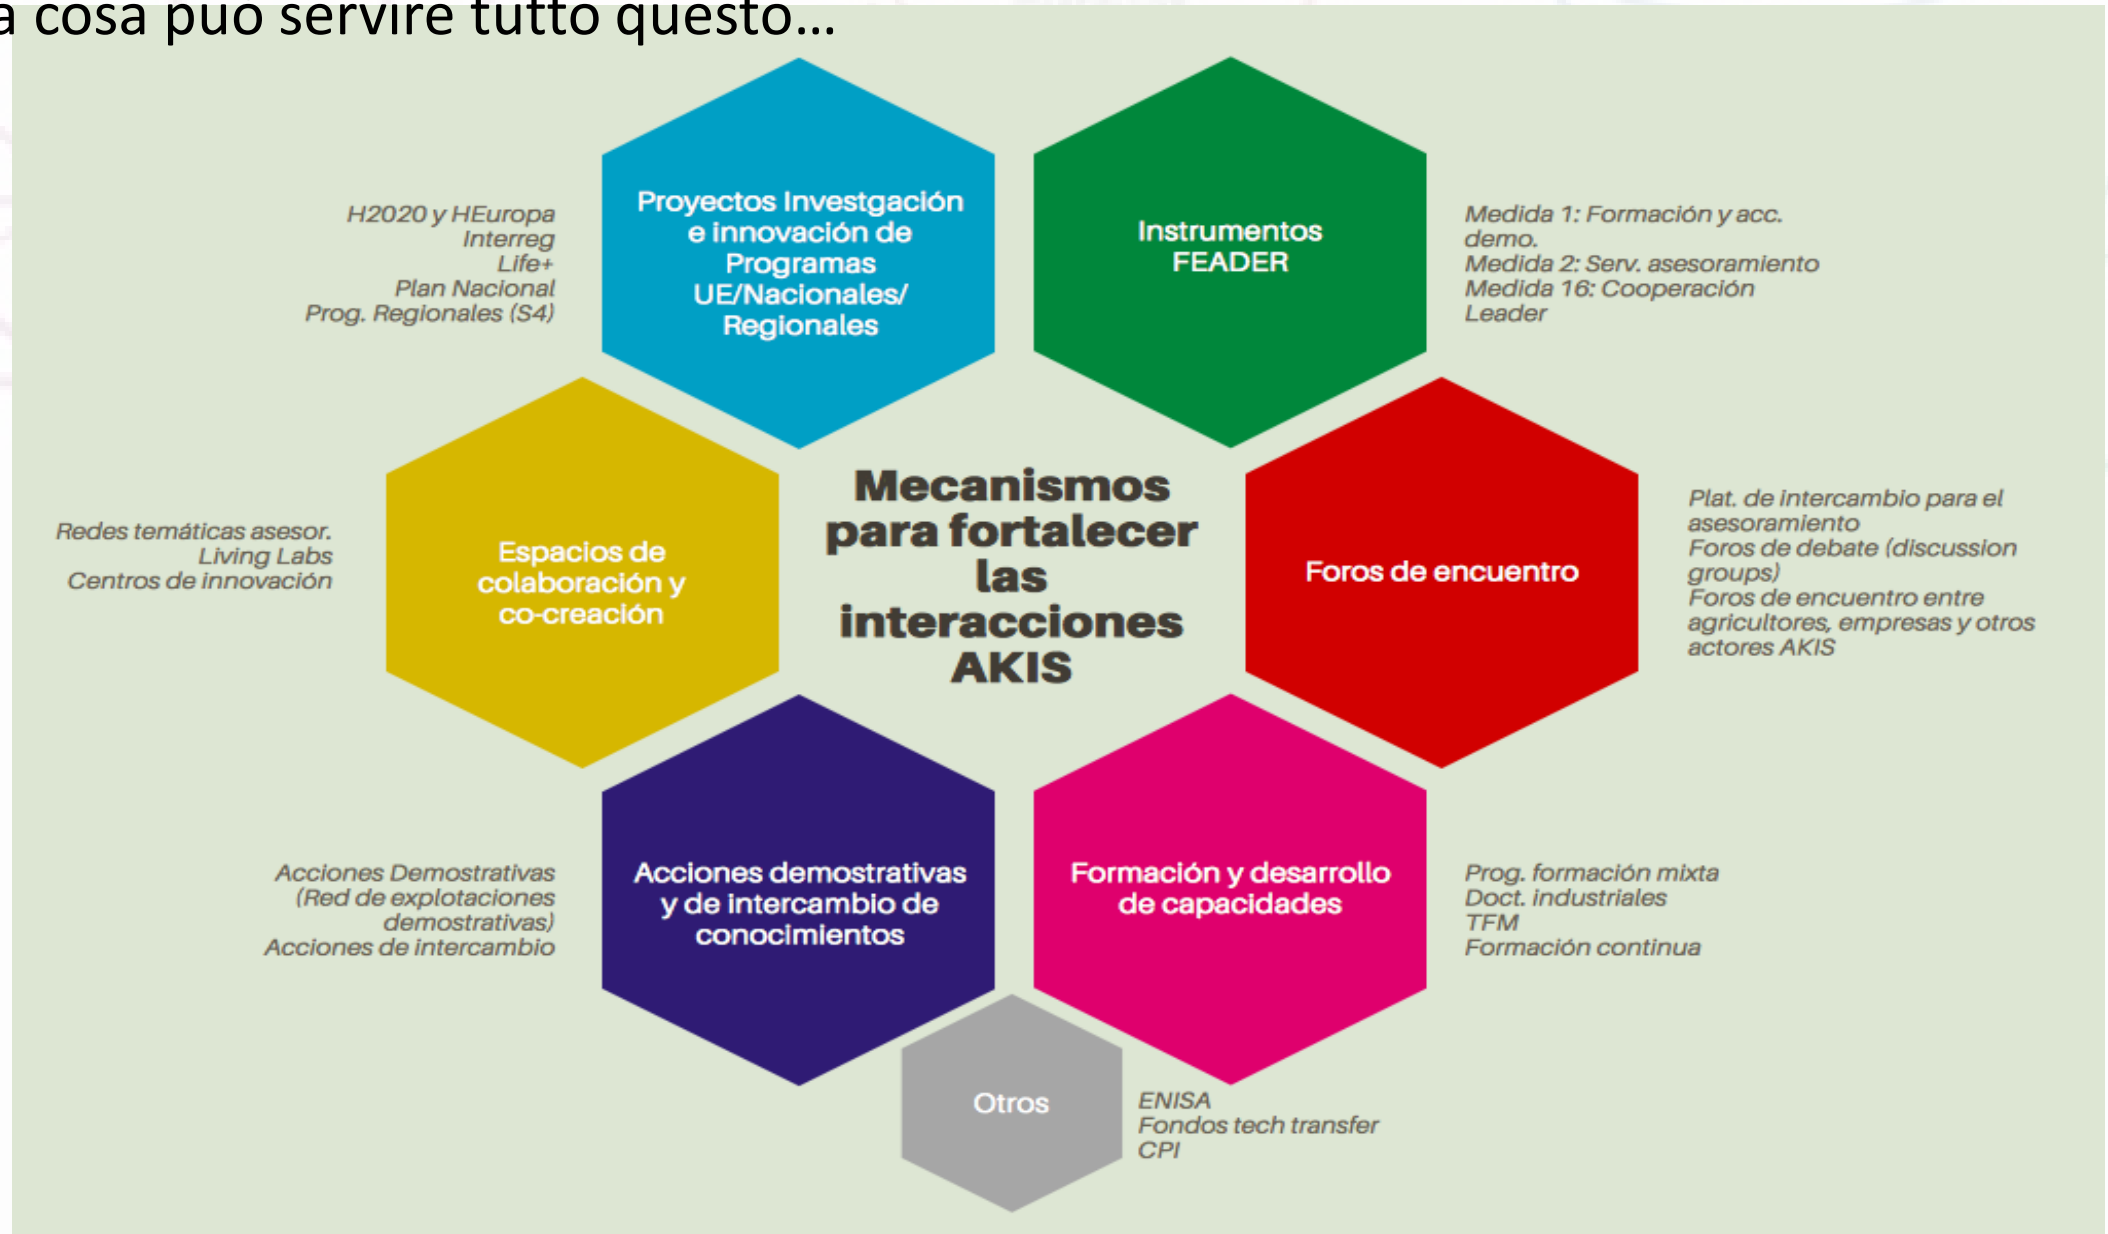 a cosa può servire tutto questo...
Proyectos Investgación
e innovación de
Programas
UE/Nacionales/
Regionales
H2020 y HEuropa
Interreg
Life+
Plan Nacional
Prog. Regionales (S4)
Instrumentos
FEADER
Medida 1: Formación y acc.
demo.
Medida 2: Serv. asesoramiento
Medida 16: Cooperación
Leader
Redes temáticas asesor.
Living Labs
Centros de innovación
Espacios de
colaboración y
co-creación
Mecanismos
para fortalecer
las
interacciones
AKIS
Foros de encuentro
Plat. de intercambio para el
asesoramiento
Foros de debate (discussion
groups)
Foros de encuentro entre
agricultores, empresas y otros
actores AKIS
Acciones Demostrativas
(Red de explotaciones
demostrativas)
Acciones de intercambio
Acciones demostrativas
y de intercambio de
conocimientos
Formación y desarrollo
de capacidades
Prog. formación mixta
Doct. industriales
TFM
Formación continua
Otros
ENISA
Fondos tech transfer
CPI